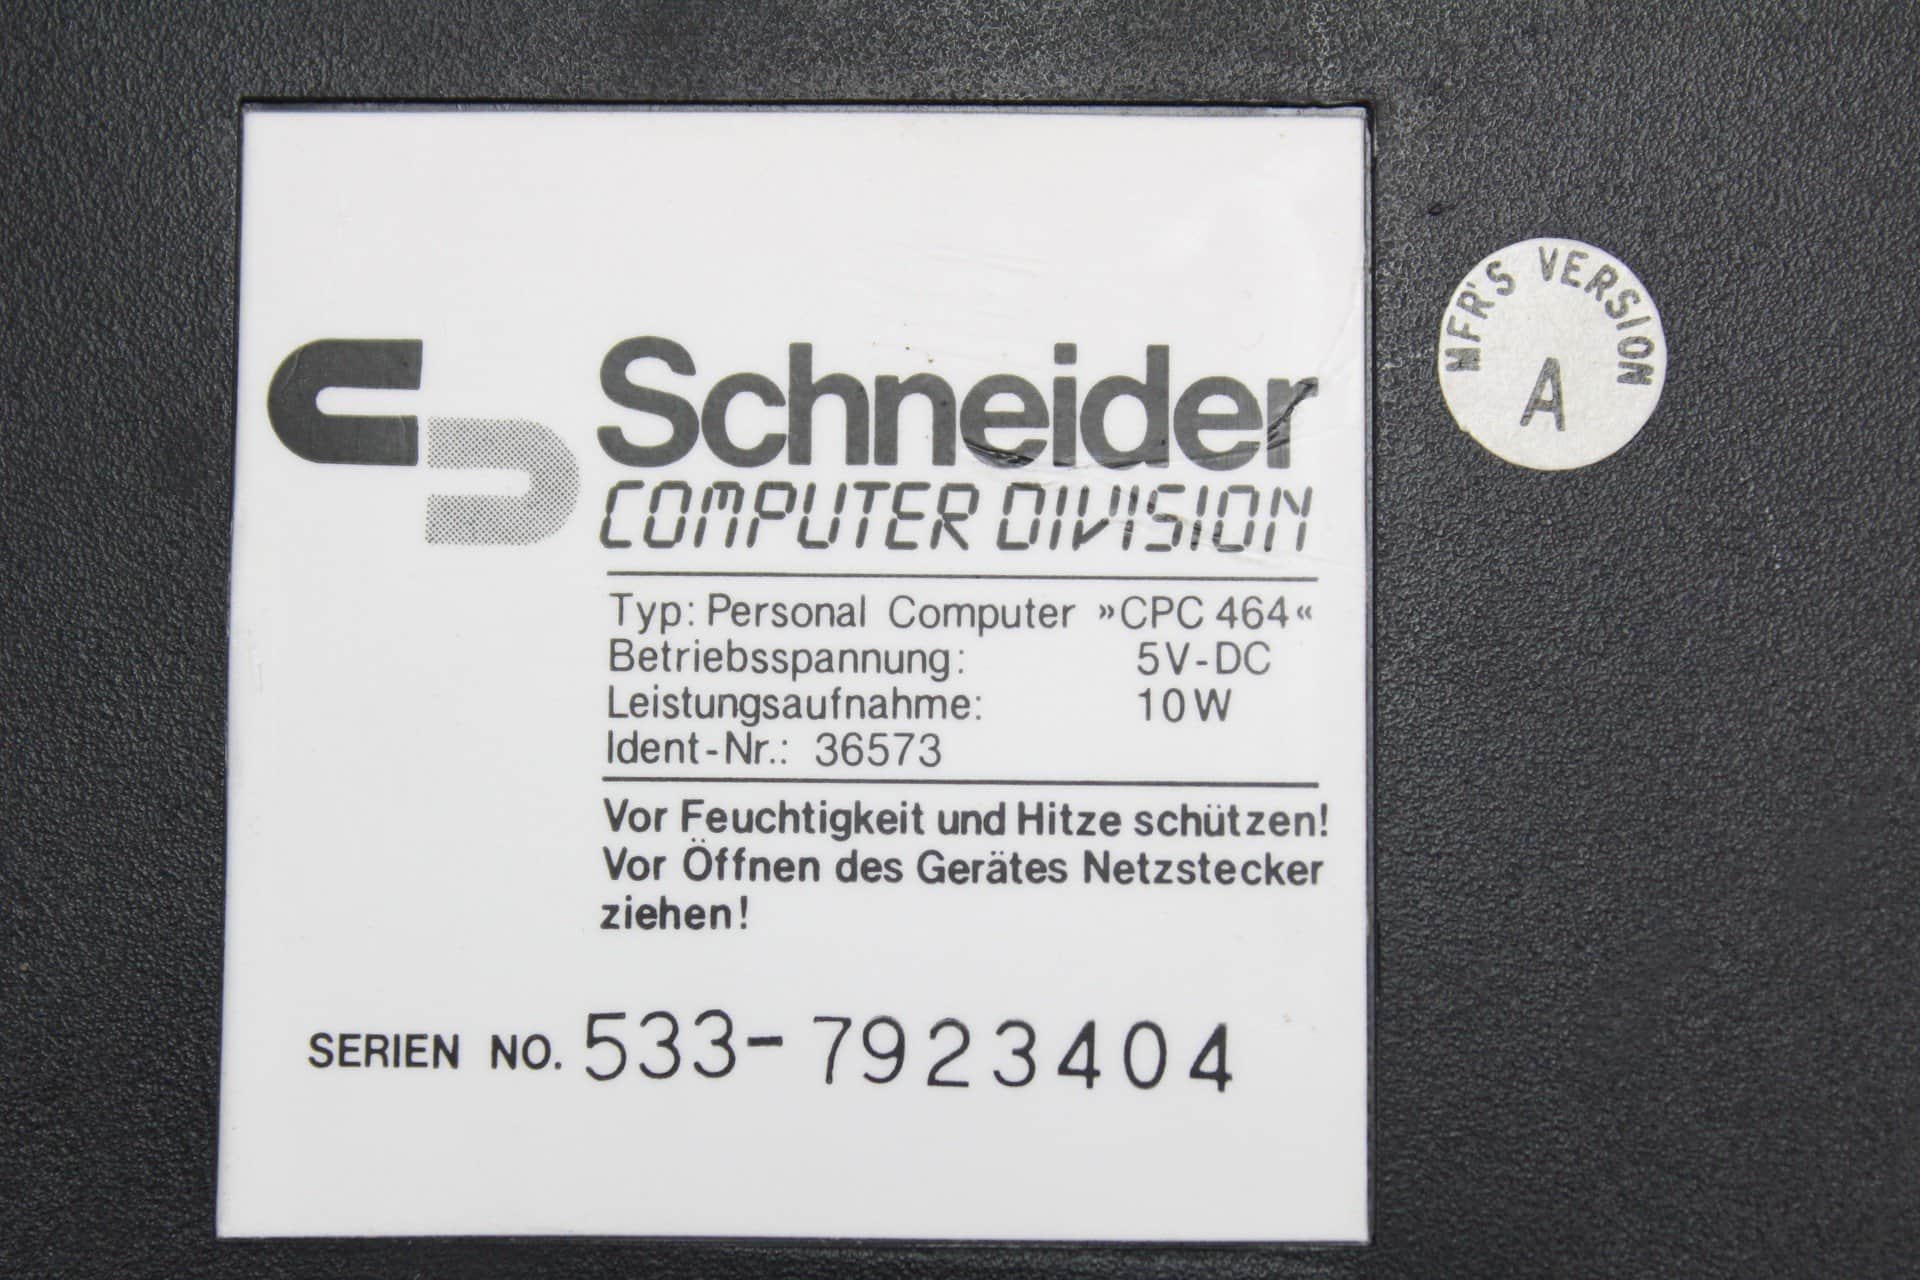 Schneider
COMPUTER DIVISION
Typ: Personal Computer »CPC 464«
Betriebsspannung: 5V-DC
Leistungsaufnahme: 10W
Ident-Nr.: 36573
Vor Feuchtigkeit und Hitze schützen!
Vor Öffnen des Gerätes Netzstecker
ziehen!
SERIEN NO. 533-7923404
MFR'S VERSION
A